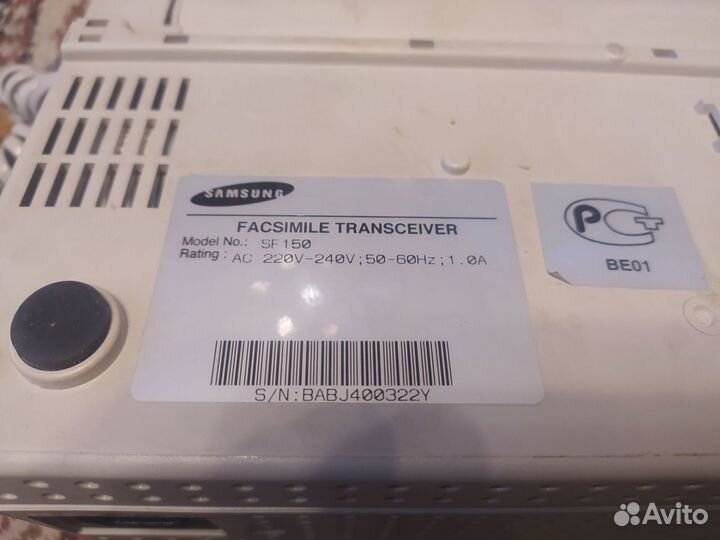 SAMSUNG
FACSIMILE TRANSCEIVER
Model No.: SF150
Rating : AC 220V-240V;50-60Hz;1.0A
S/N:BABJ400322Y
РСТ
BE01
Avito